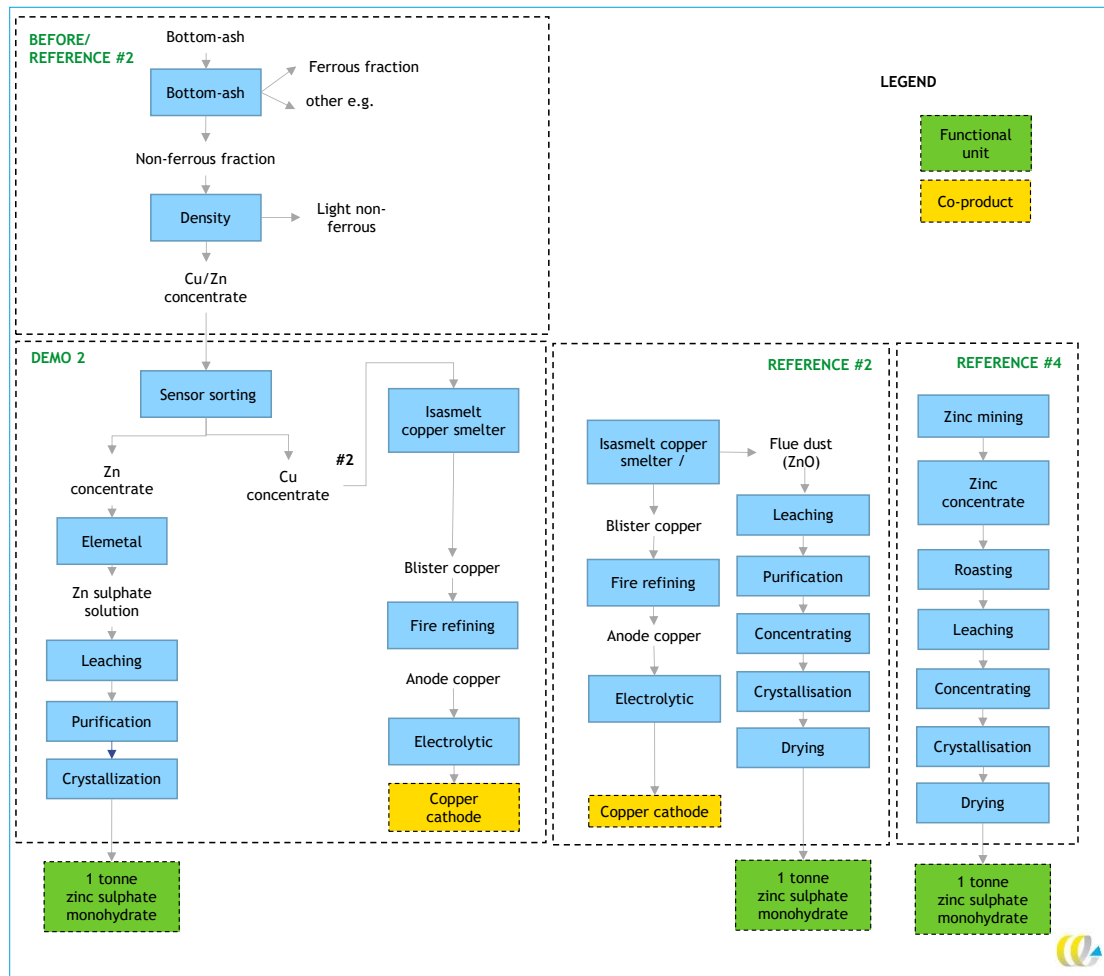 BEFORE/
REFERENCE #2
Bottom-ash
Bottom-ash
Ferrous fraction
other e.g.
Non-ferrous fraction
Density
Light non-
ferrous
Cu/Zn
concentrate
LEGEND
Functional
unit
Co-product
DEMO 2
Sensor sorting
Zn
concentrate
Cu
concentrate
#2
Isasmelt
copper smelter
Elemetal
Zn sulphate
solution
Leaching
Purification
Crystallization
Blister copper
Fire refining
Anode copper
Electrolytic
Copper
cathode
1 tonne
zinc sulphate
monohydrate
REFERENCE #2
Isasmelt copper
smelter /
Flue dust
(ZnO)
Blister copper
Fire refining
Anode copper
Electrolytic
Copper cathode
Leaching
Purification
Concentrating
Crystallisation
Drying
1 tonne
zinc sulphate
monohydrate
REFERENCE #4
Zinc mining
Zinc
concentrate
Roasting
Leaching
Concentrating
Crystallisation
Drying
1 tonne
zinc sulphate
monohydrate